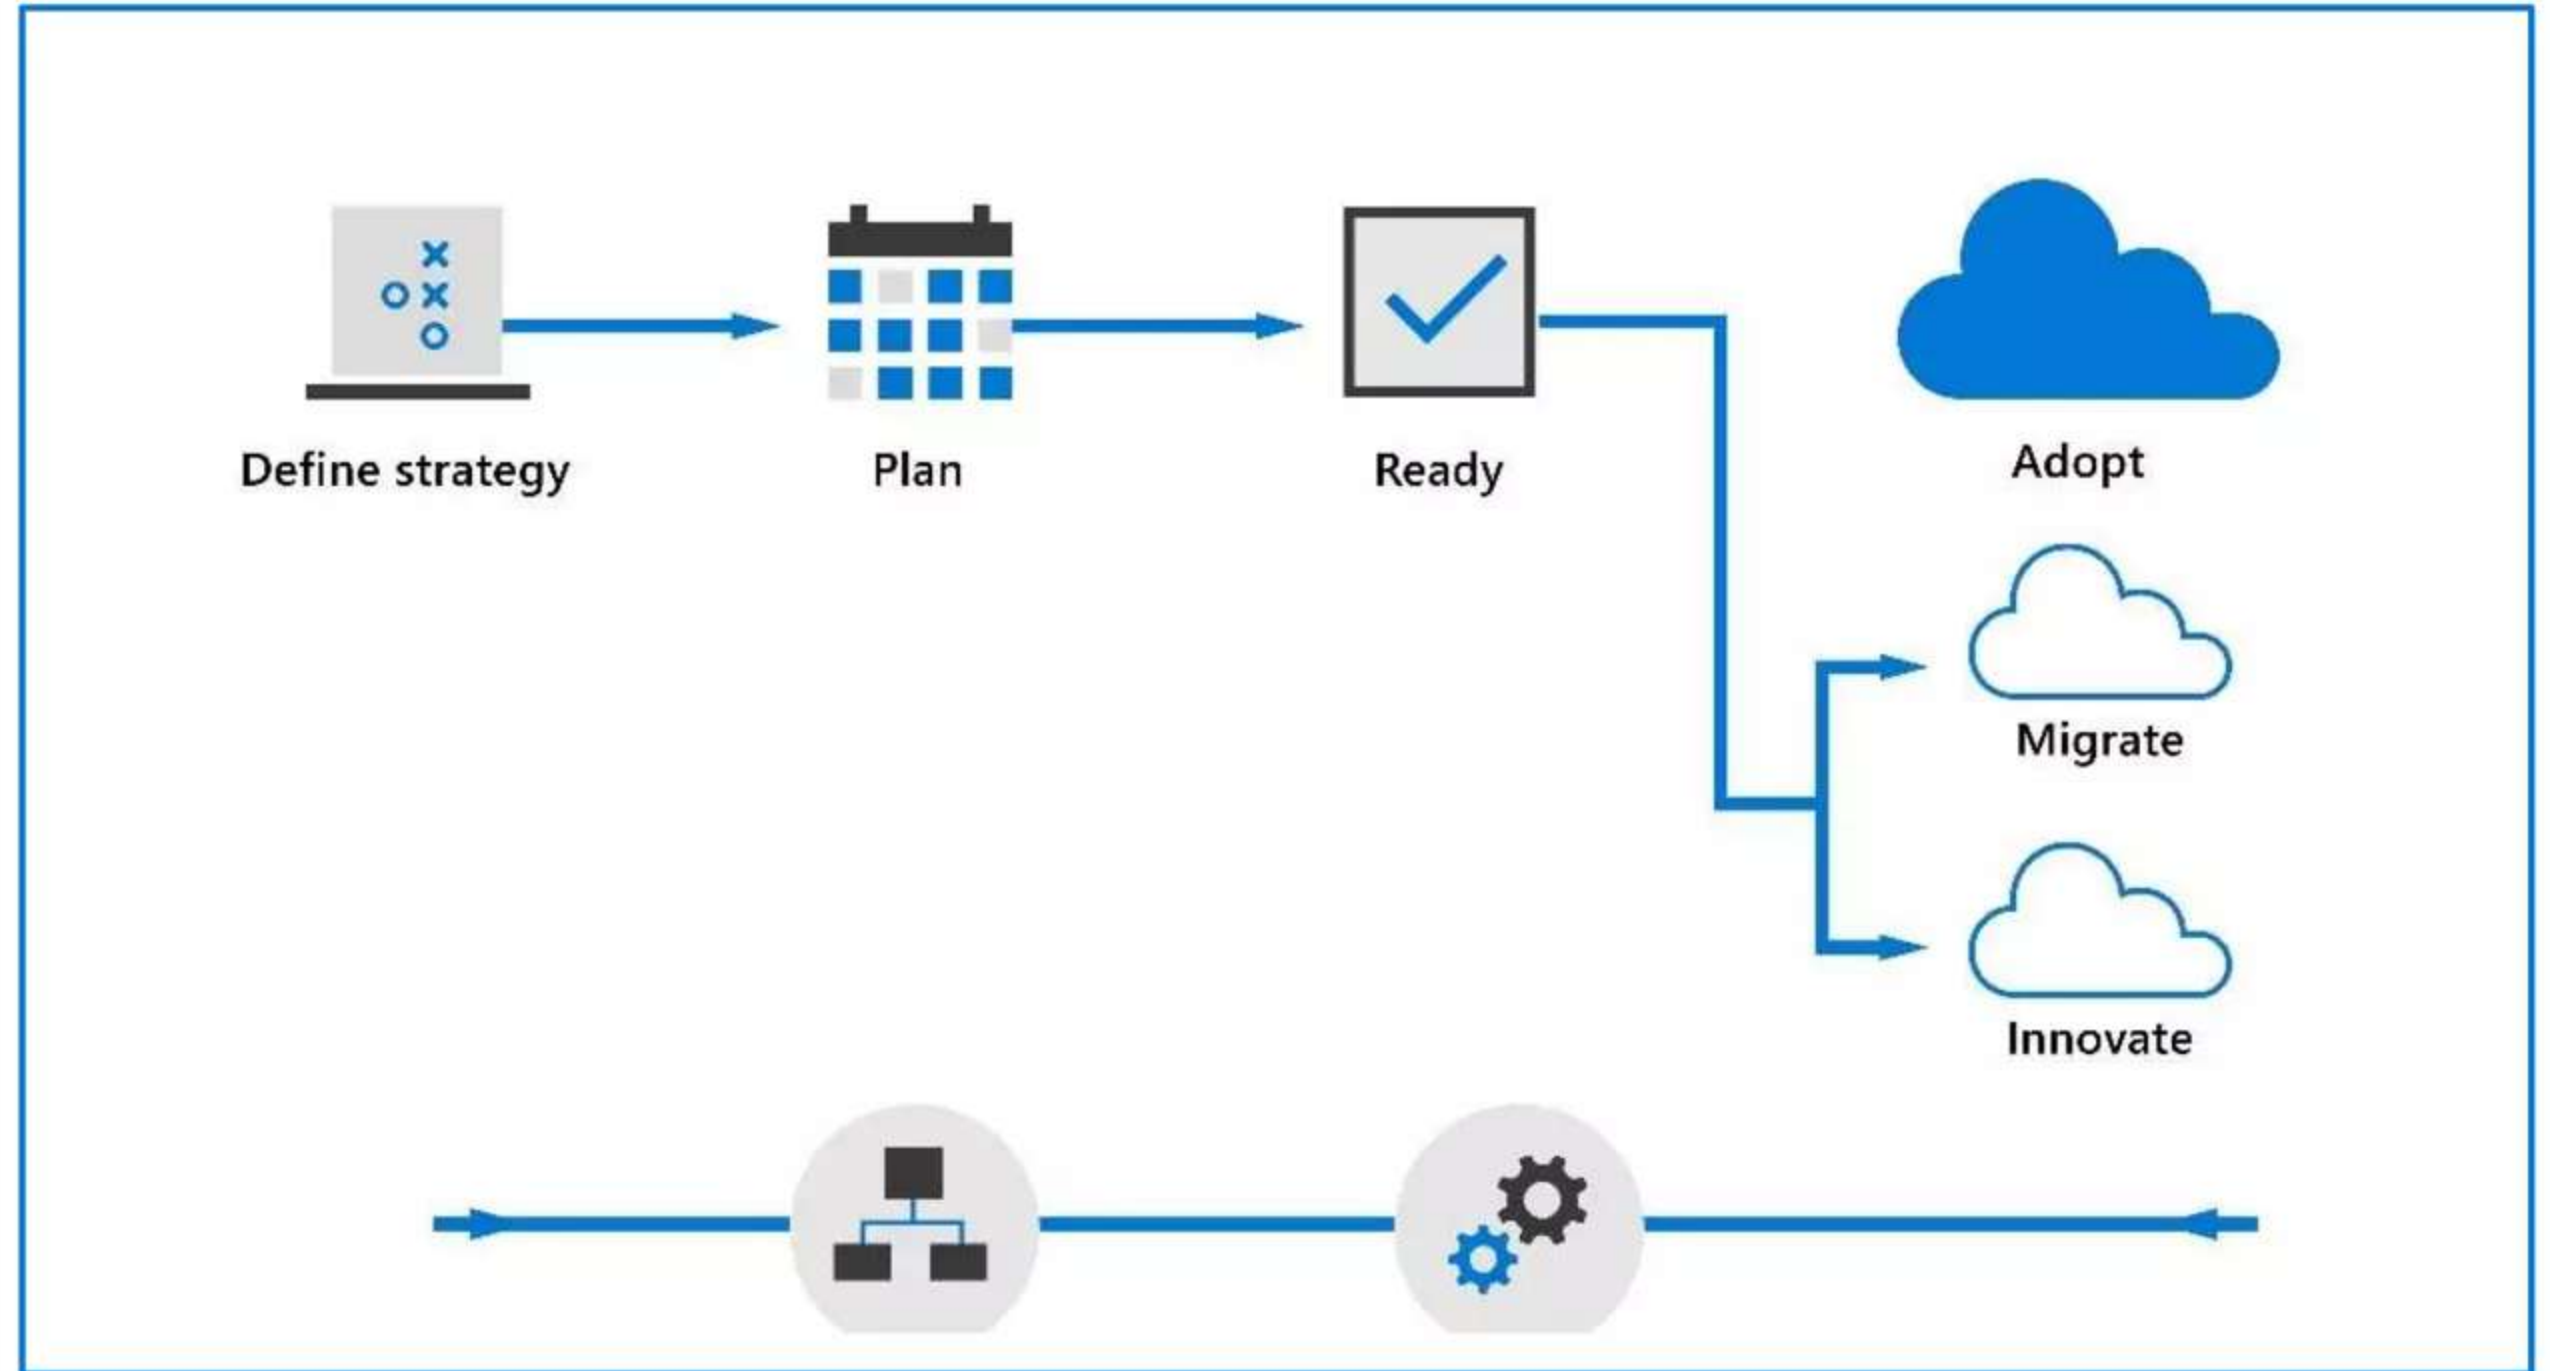 Define strategy
Plan
Ready
Adopt
Migrate
Innovate